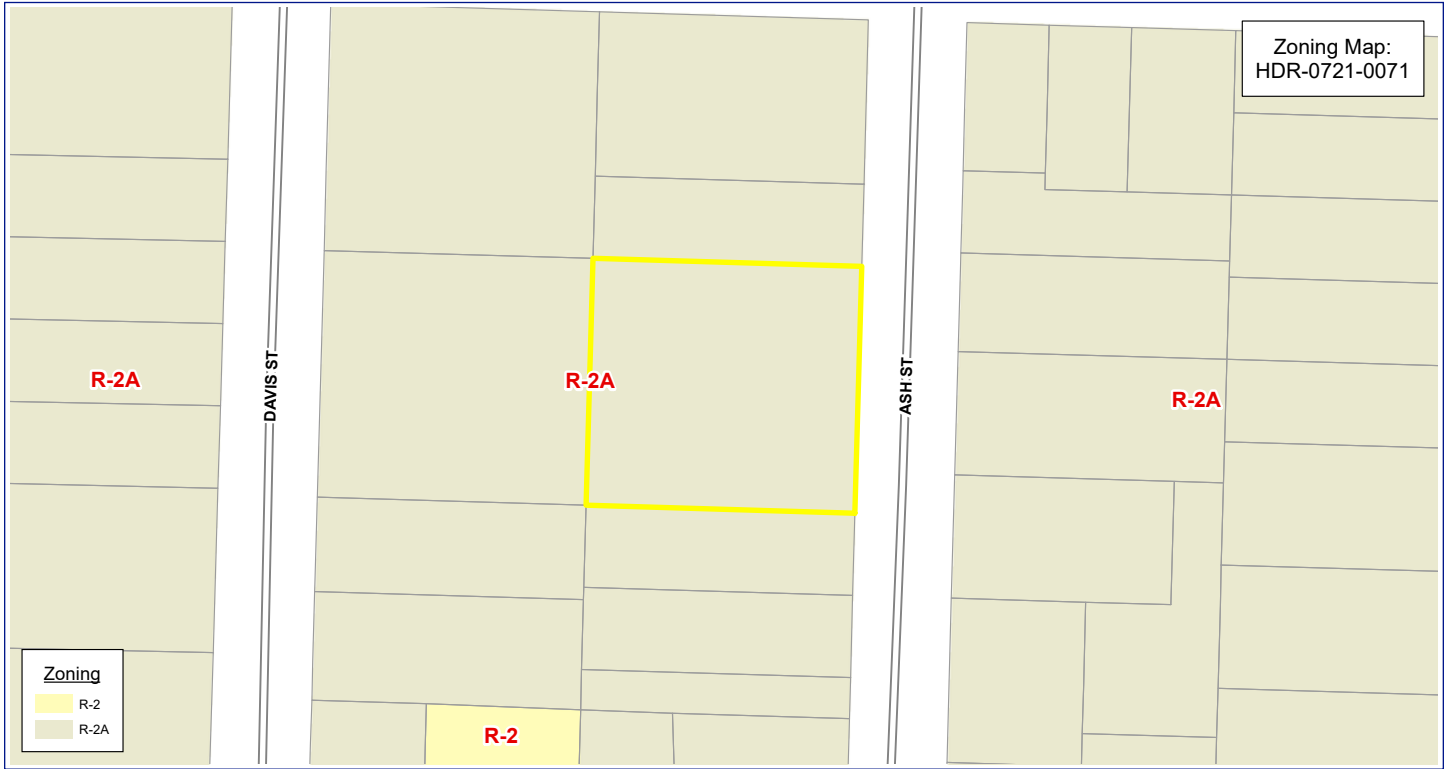 Zoning Map:
HDR-0721-0071
R-2A
DAVIS ST
R-2A
ASH ST
R-2A
R-2
Zoning
R-2
R-2A